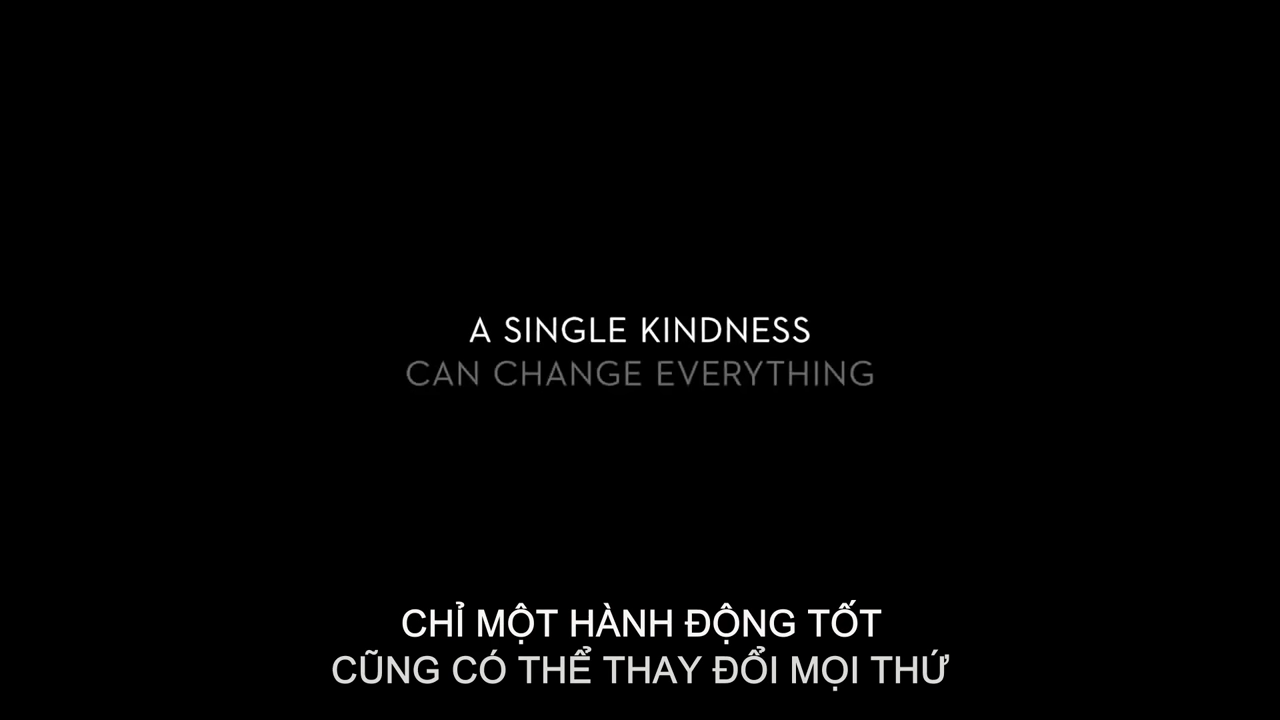 A SINGLE KINDNESS
CAN CHANGE EVERYTHING
CHỈ MỘT HÀNH ĐỘNG TỐT
CŨNG CÓ THỂ THAY ĐỔI MỌI THỨ